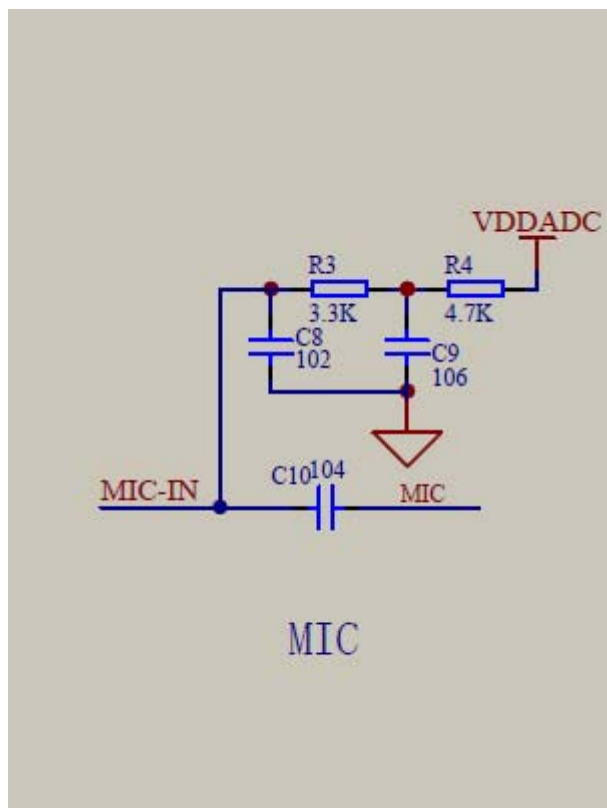 VDDADC
R3
R4
3.3K
4.7K
C8
102
C9
106
C10
104
MIC-IN
MIC
MIC